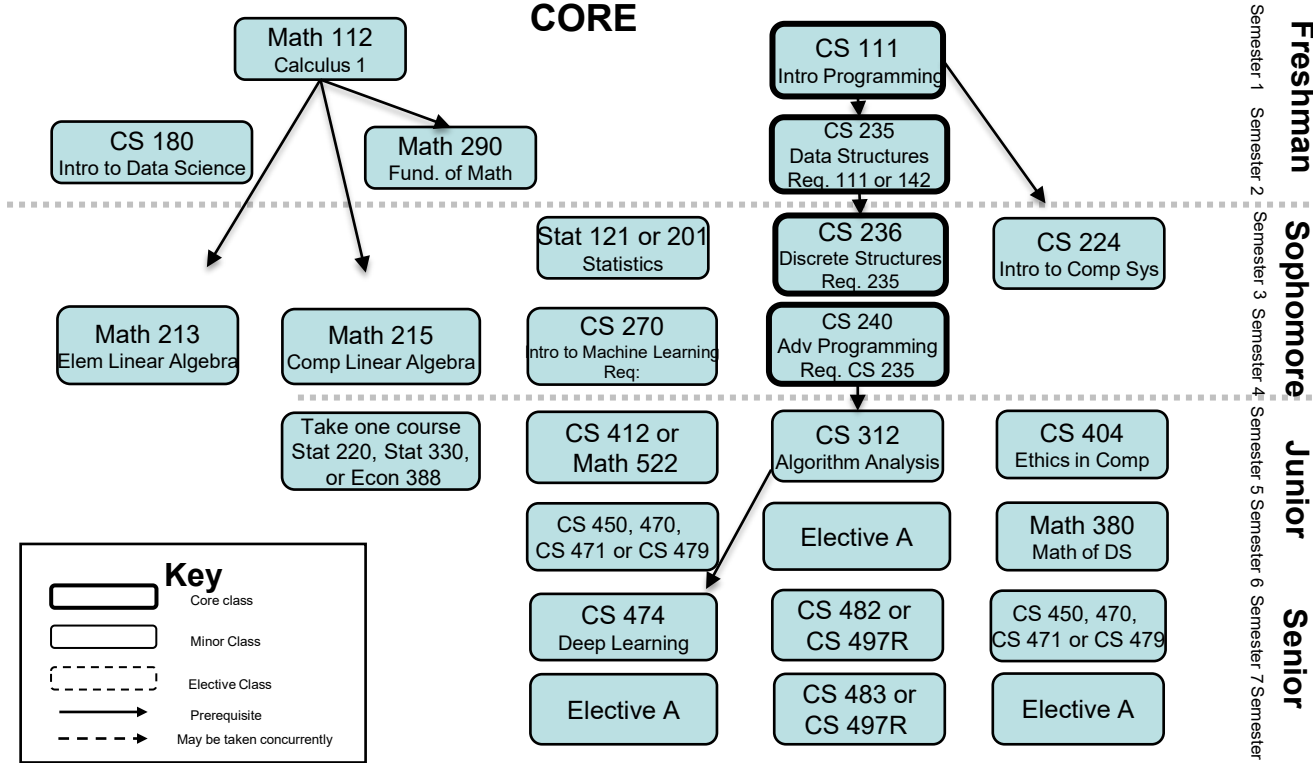 CORE
Math 112
Calculus 1
CS 111
Intro Programming
CS 180
Intro to Data Science
Math 290
Fund. of Math
CS 235
Data Structures
Req. 111 or 142
Stat 121 or 201
Statistics
CS 236
Discrete Structures
Req. 235
CS 224
Intro to Comp Sys
Math 213
Elem Linear Algebra
Math 215
Comp Linear Algebra
CS 270
Intro to Machine Learning
Req:
CS 240
Adv Programming
Req. CS 235
Take one course
Stat 220, Stat 330,
or Econ 388
CS 412 or
Math 522
CS 312
Algorithm Analysis
CS 404
Ethics in Comp
CS 450, 470,
CS 471 or CS 479
Elective A
Math 380
Math of DS
CS 474
Deep Learning
CS 482 or
CS 497R
CS 450, 470,
CS 471 or CS 479
Elective A
CS 483 or
CS 497R
Elective A
Key
Core class
Minor Class
Elective Class
Prerequisite
May be taken concurrently
Semester 1 Semester 2
Semester 3 Semester 4
Semester 5 Semester 6 Semester 7 Semester
Freshman
Sophomore
Junior
Senior